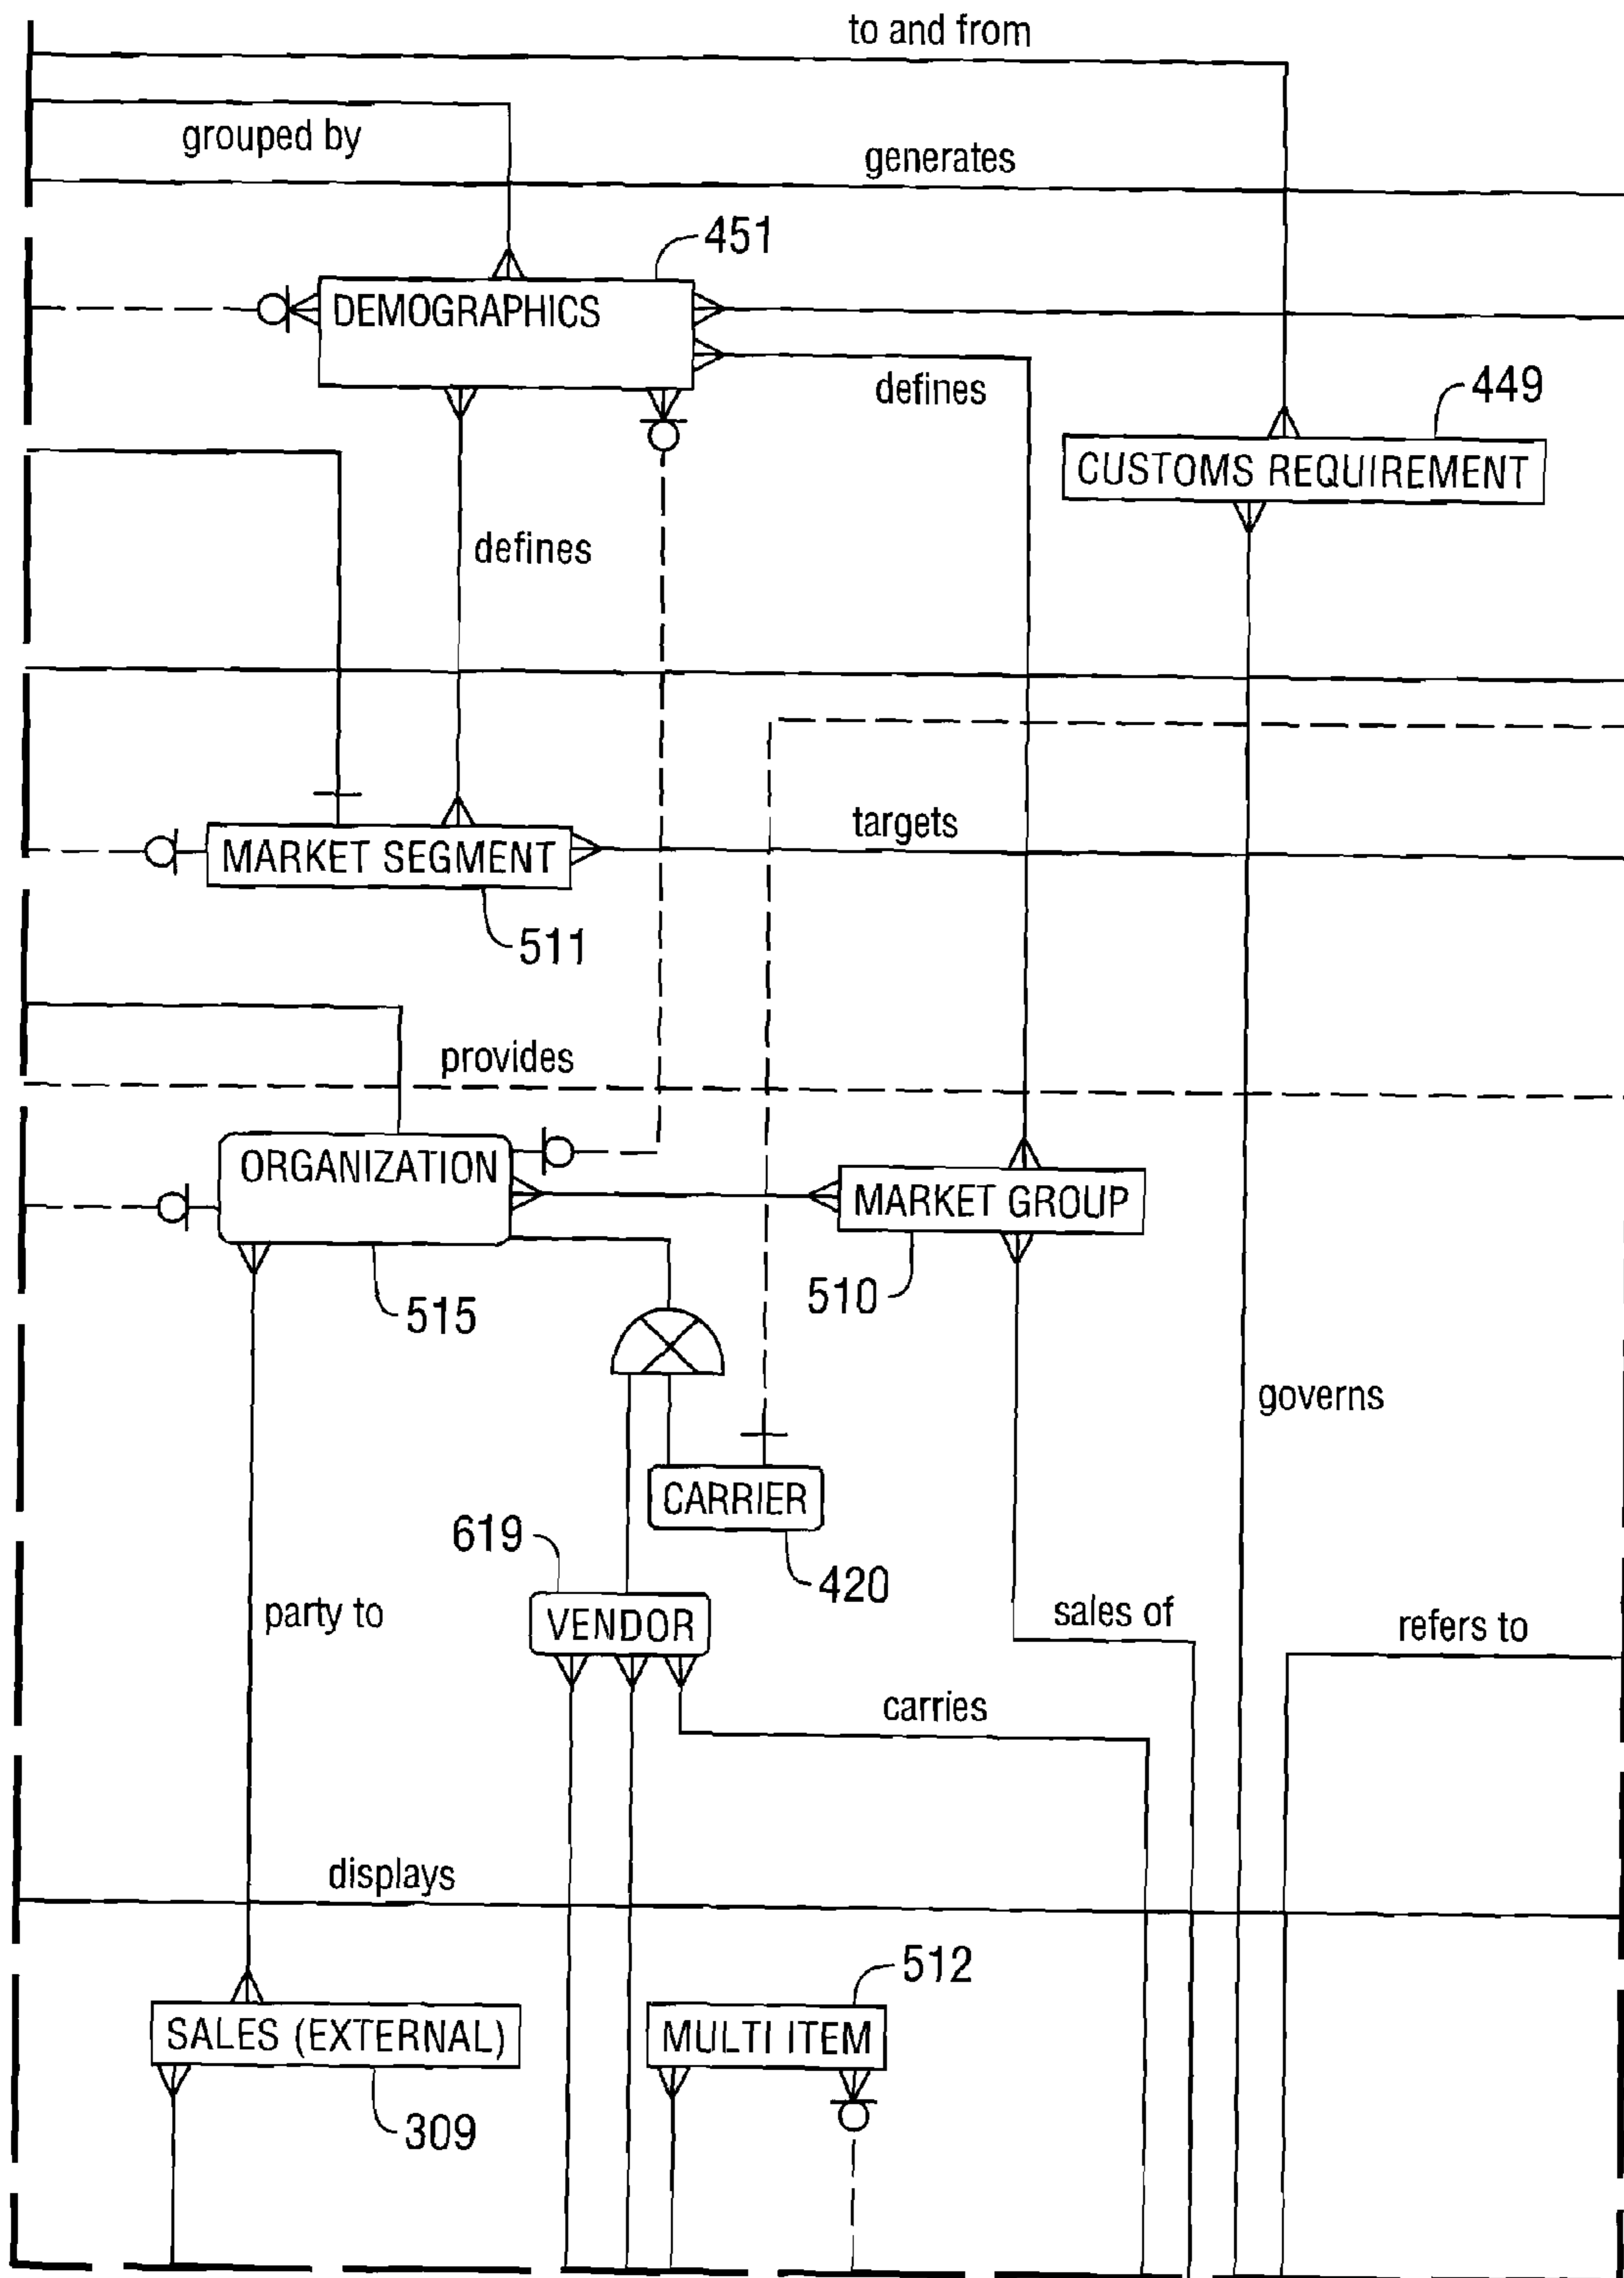 to and from
grouped by
generates
451
DEMOGRAPHICS
defines
449
CUSTOMS REQUIREMENT
defines
targets
MARKET SEGMENT
511
provides
ORGANIZATION
MARKET GROUP
510
515
governs
CARRIER
619
420
party to
VENDOR
sales of
refers to
carries
displays
512
SALES (EXTERNAL)
MULTI ITEM
309